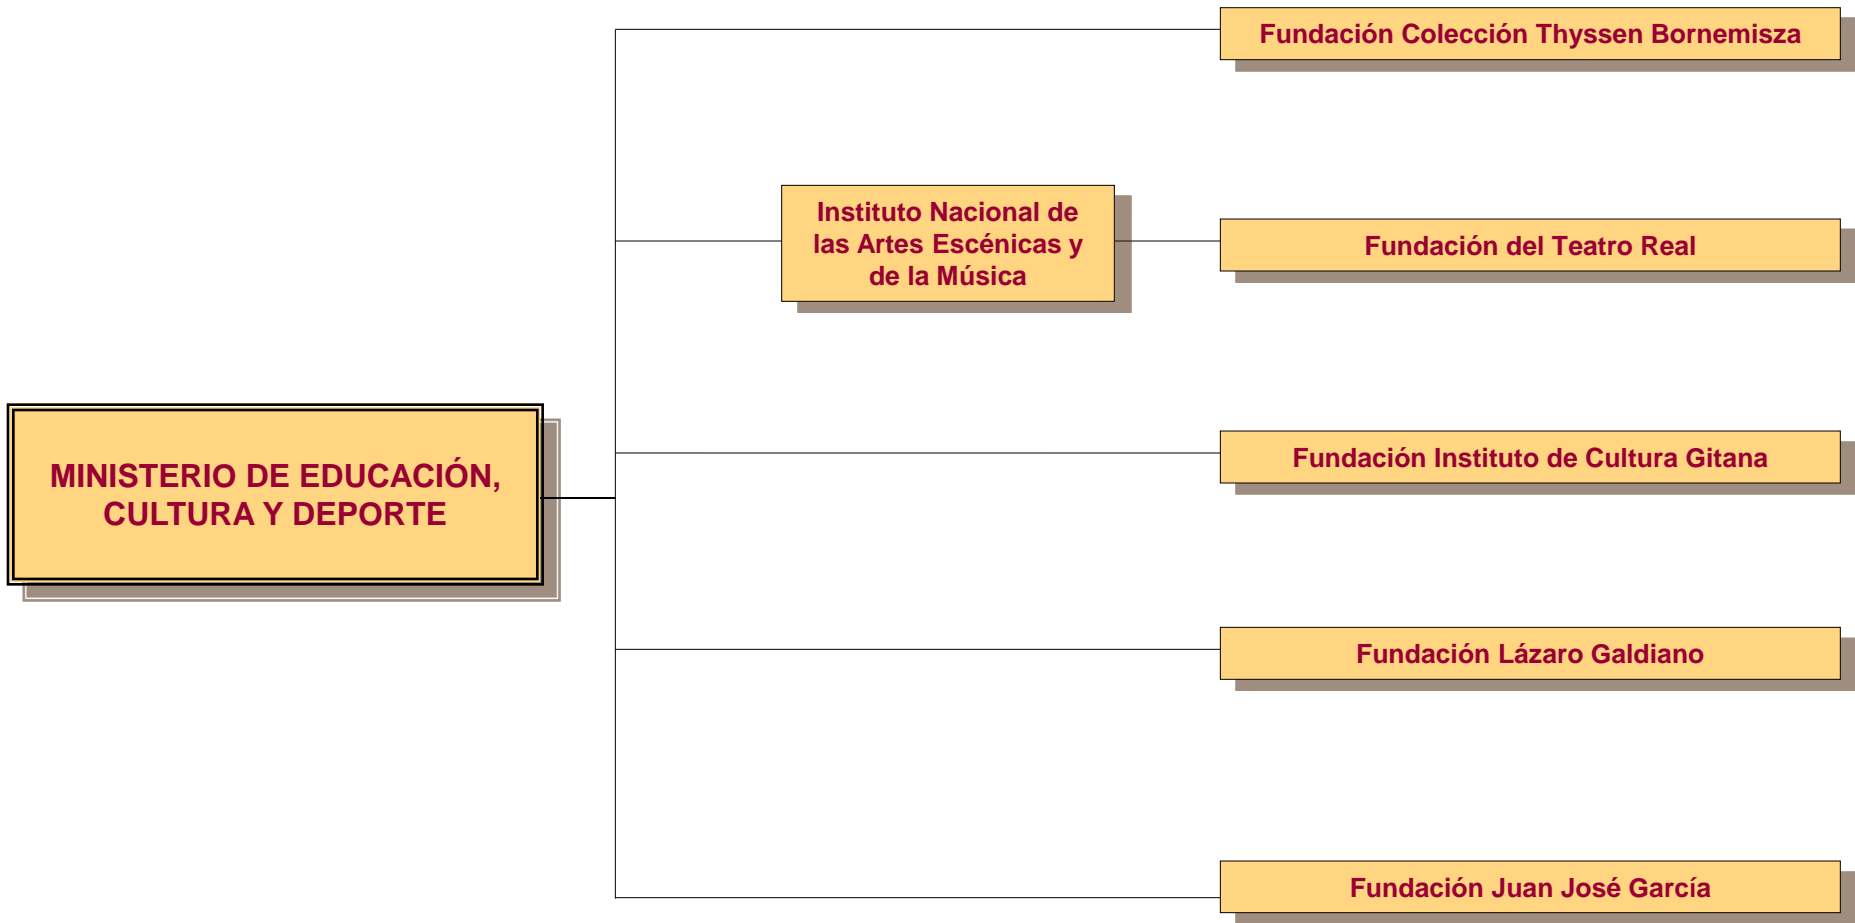 Fundación Colección Thyssen Bornemisza
Instituto Nacional de
las Artes Escénicas y
de la Música
Fundación del Teatro Real
MINISTERIO DE EDUCACIÓN,
CULTURA Y DEPORTE
Fundación Instituto de Cultura Gitana
Fundación Lázaro Galdiano
Fundación Juan José García